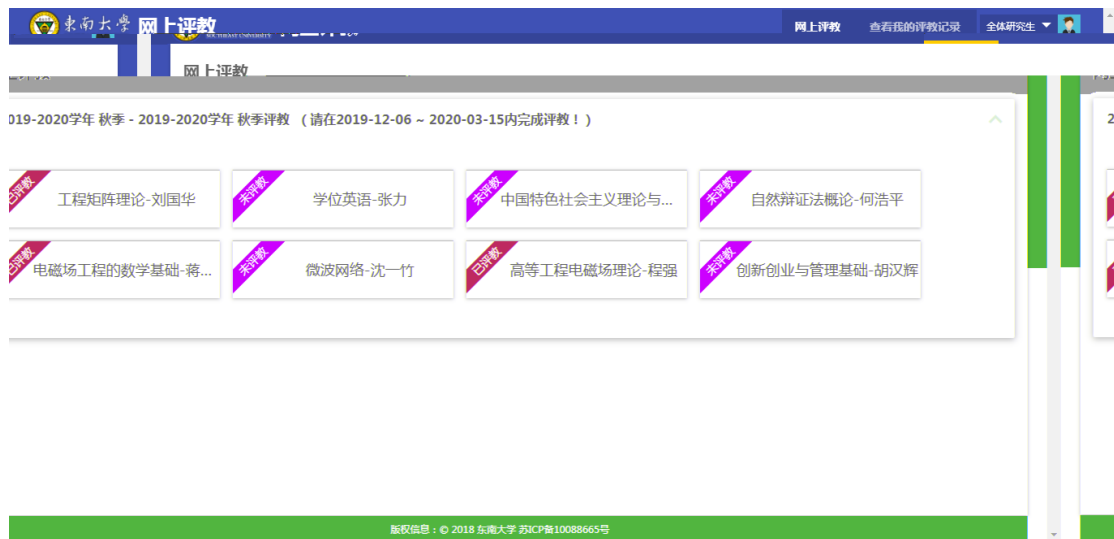 東南大學 网上评教
网上评教 查看我的评教记录 全体研究生
网上评教
2019-2020学年 秋季 - 2019-2020学年 秋季评教 （请在2019-12-06 ~ 2020-03-15内完成评教！）
已评教 工程矩阵理论-刘国华
未评教 学位英语-张力
未评教 中国特色社会主义理论与...
未评教 自然辩证法概论-何浩平
已评教 电磁场工程的数学基础-蒋...
未评教 微波网络-沈一竹
已评教 高等工程电磁场理论-程强
未评教 创新创业与管理基础-胡汉辉
版权信息：© 2018 东南大学 苏ICP备10088665号